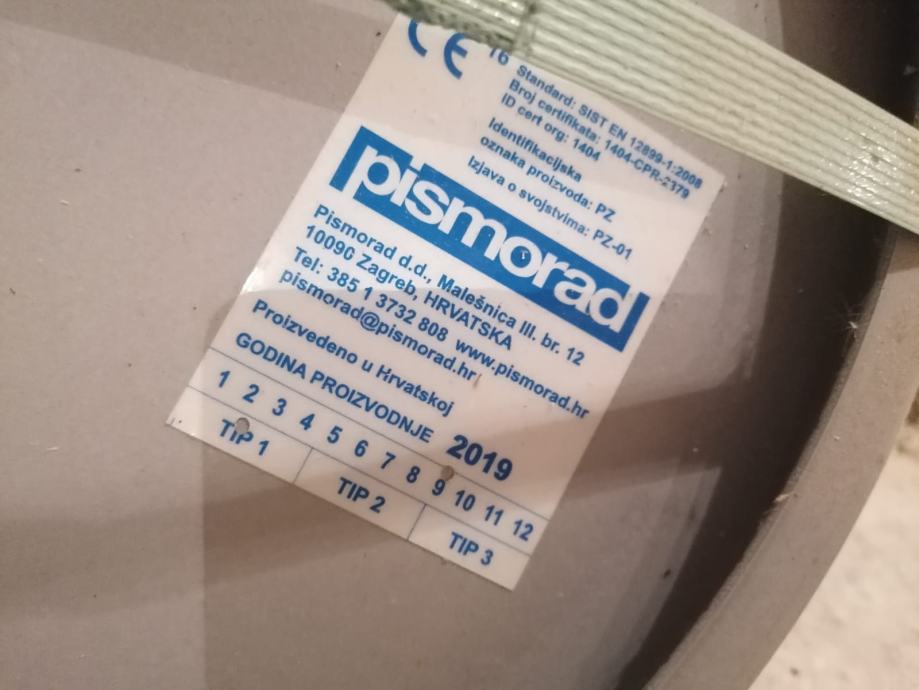 CE 16
Standard: SIST EN 12899-1:2008
Broj certifikata: 1404-CPR-2379
ID cert org: 1404
Identifikacijska
oznaka proizvoda: PZ
Izjava o svojstvima: PZ-01
pismorad
Pismorad d.d., Malešnica III. br. 12
10090 Zagreb, HRVATSKA
Tel: 385 1 3732 808 www.pismorad.hr
pismorad@pismorad.hr
Proizvedeno u Hrvatskoj
GODINA PROIZVODNJE 2019
1 2 3 4 5 6 7 8 9 10 11 12
TIP 1 TIP 2 TIP 3